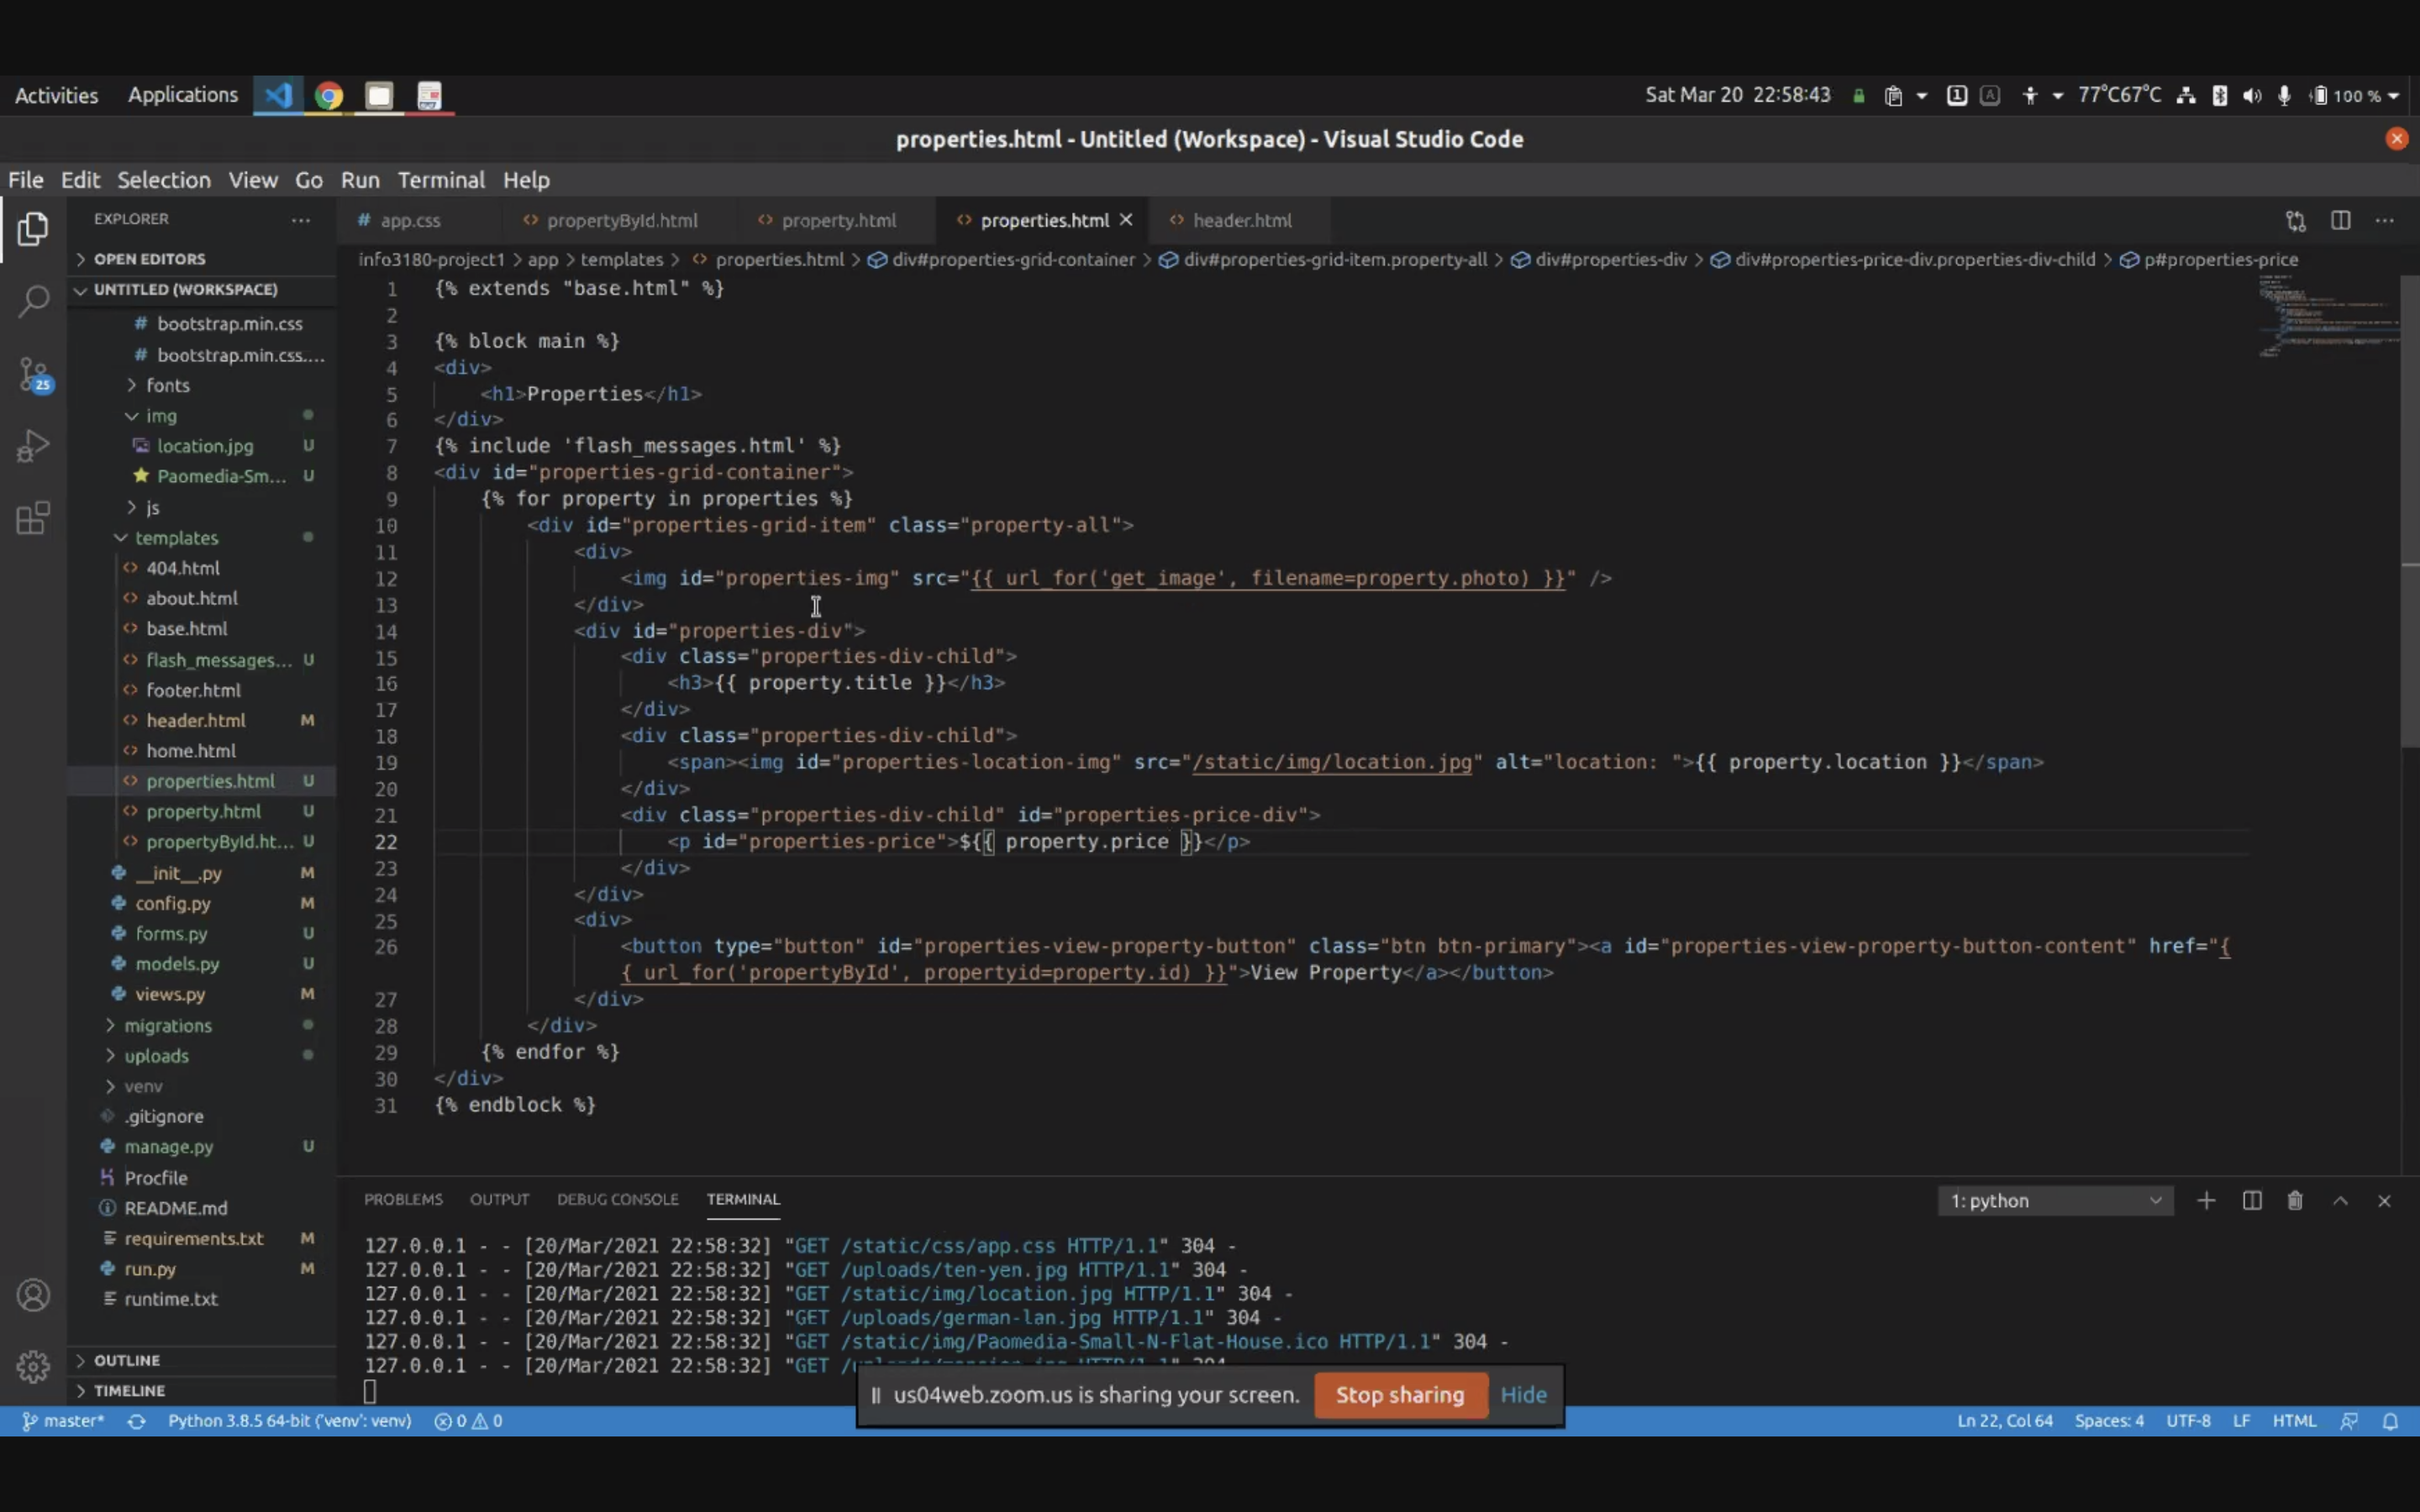 Activities Applications Sat Mar 20 22:58:43 1 A 77°C67°C 100 %
properties.html - Untitled (Workspace) - Visual Studio Code
File Edit Selection View Go Run Terminal Help
EXPLORER
OPEN EDITORS
UNTITLED (WORKSPACE)
bootstrap.min.css
bootstrap.min.css....
fonts
img
location.jpg U
Paomedia-Sm... U
js
templates
404.html
about.html
base.html
flash_messages... U
footer.html
header.html M
home.html
properties.html U
property.html U
propertyById.ht... U
__init__.py M
config.py M
forms.py U
models.py U
views.py M
migrations
uploads
venv
.gitignore
manage.py U
Procfile
README.md
requirements.txt M
run.py M
runtime.txt
OUTLINE
TIMELINE
25
# app.css <> propertyById.html <> property.html <> properties.html <> header.html
info3180-project1 > app > templates > <> properties.html > div#properties-grid-container > div#properties-grid-item.property-all > div#properties-div > div#properties-price-div.properties-div-child > p#properties-price
1 {% extends "base.html" %}
2
3 {% block main %}
4 <div>
5 <h1>Properties</h1>
6 </div>
7 {% include 'flash_messages.html' %}
8 <div id="properties-grid-container">
9 {% for property in properties %}
10 <div id="properties-grid-item" class="property-all">
11 <div>
12 <img id="properties-img" src="{{ url_for('get_image', filename=property.photo) }}" />
13 </div>
14 <div id="properties-div">
15 <div class="properties-div-child">
16 <h3>{{ property.title }}</h3>
17 </div>
18 <div class="properties-div-child">
19 <span><img id="properties-location-img" src="/static/img/location.jpg" alt="location: ">{{ property.location }}</span>
20 </div>
21 <div class="properties-div-child" id="properties-price-div">
22 <p id="properties-price">${{ property.price }}</p>
23 </div>
24 </div>
25 <div>
26 <button type="button" id="properties-view-property-button" class="btn btn-primary"><a id="properties-view-property-button-content" href="{
{ url_for('propertyById', propertyid=property.id) }}">View Property</a></button>
27 </div>
28 </div>
29 {% endfor %}
30 </div>
31 {% endblock %}
PROBLEMS OUTPUT DEBUG CONSOLE TERMINAL 1: python
127.0.0.1 - - [20/Mar/2021 22:58:32] "GET /static/css/app.css HTTP/1.1" 304 -
127.0.0.1 - - [20/Mar/2021 22:58:32] "GET /uploads/ten-yen.jpg HTTP/1.1" 304 -
127.0.0.1 - - [20/Mar/2021 22:58:32] "GET /static/img/location.jpg HTTP/1.1" 304 -
127.0.0.1 - - [20/Mar/2021 22:58:32] "GET /uploads/german-lan.jpg HTTP/1.1" 304 -
127.0.0.1 - - [20/Mar/2021 22:58:32] "GET /static/img/Paomedia-Small-N-Flat-House.ico HTTP/1.1" 304 -
127.0.0.1 - - [20/Mar/2021 22:58:32] "GET
us04web.zoom.us is sharing your screen. Stop sharing Hide
master* Python 3.8.5 64-bit ('venv': venv) 0 0 Ln 22, Col 64 Spaces: 4 UTF-8 LF HTML